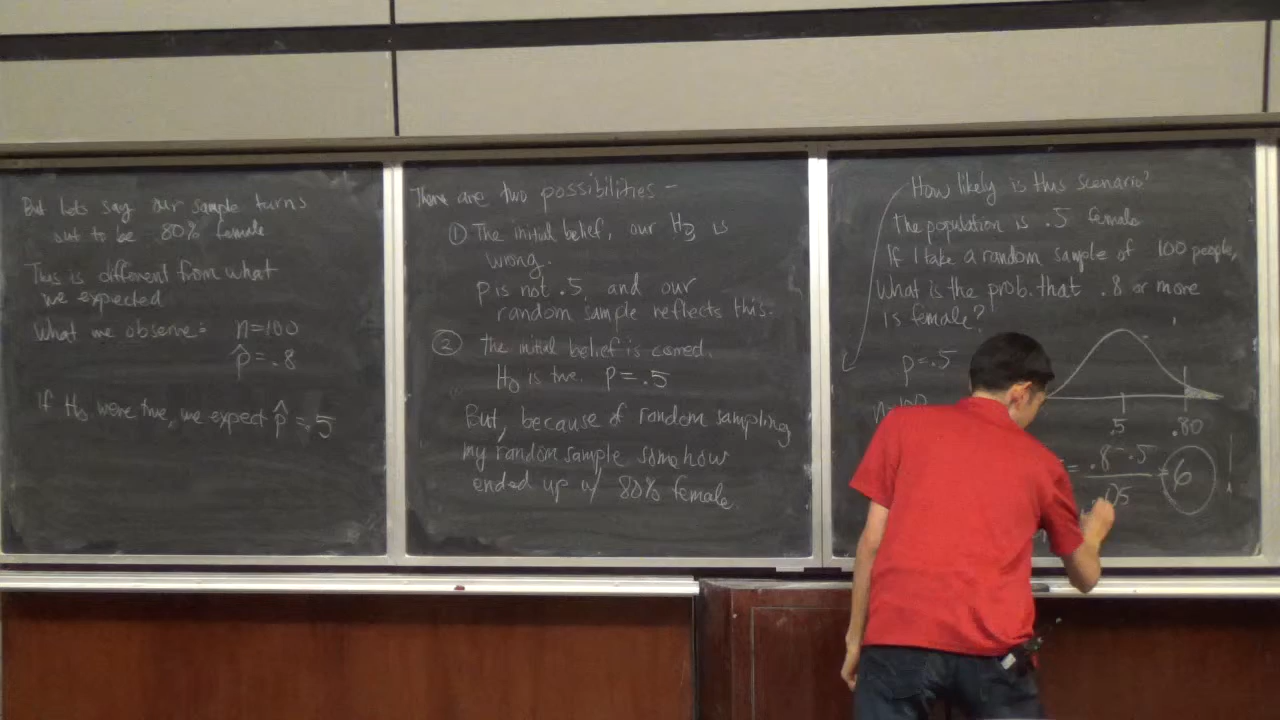 But lets say our sample turns
out to be 80% female
This is different from what
we expected
What we observe: n=100
p̂ = .8
If H₀ were true, we expect p̂ = .5
There are two possibilities -
① The initial belief, our H₀ is
wrong.
p is not .5, and our
random sample reflects this.
② The initial belief is correct.
H₀ is true. p = .5
But, because of random sampling
my random sample somehow
ended up w/ 80% female.
How likely is this scenario?
The population is .5 female
If I take a random sample of 100 people,
what is the prob. that .8 or more
is female?
p = .5
n=100
.5 .80
= .8 - .5 / .05 = 6